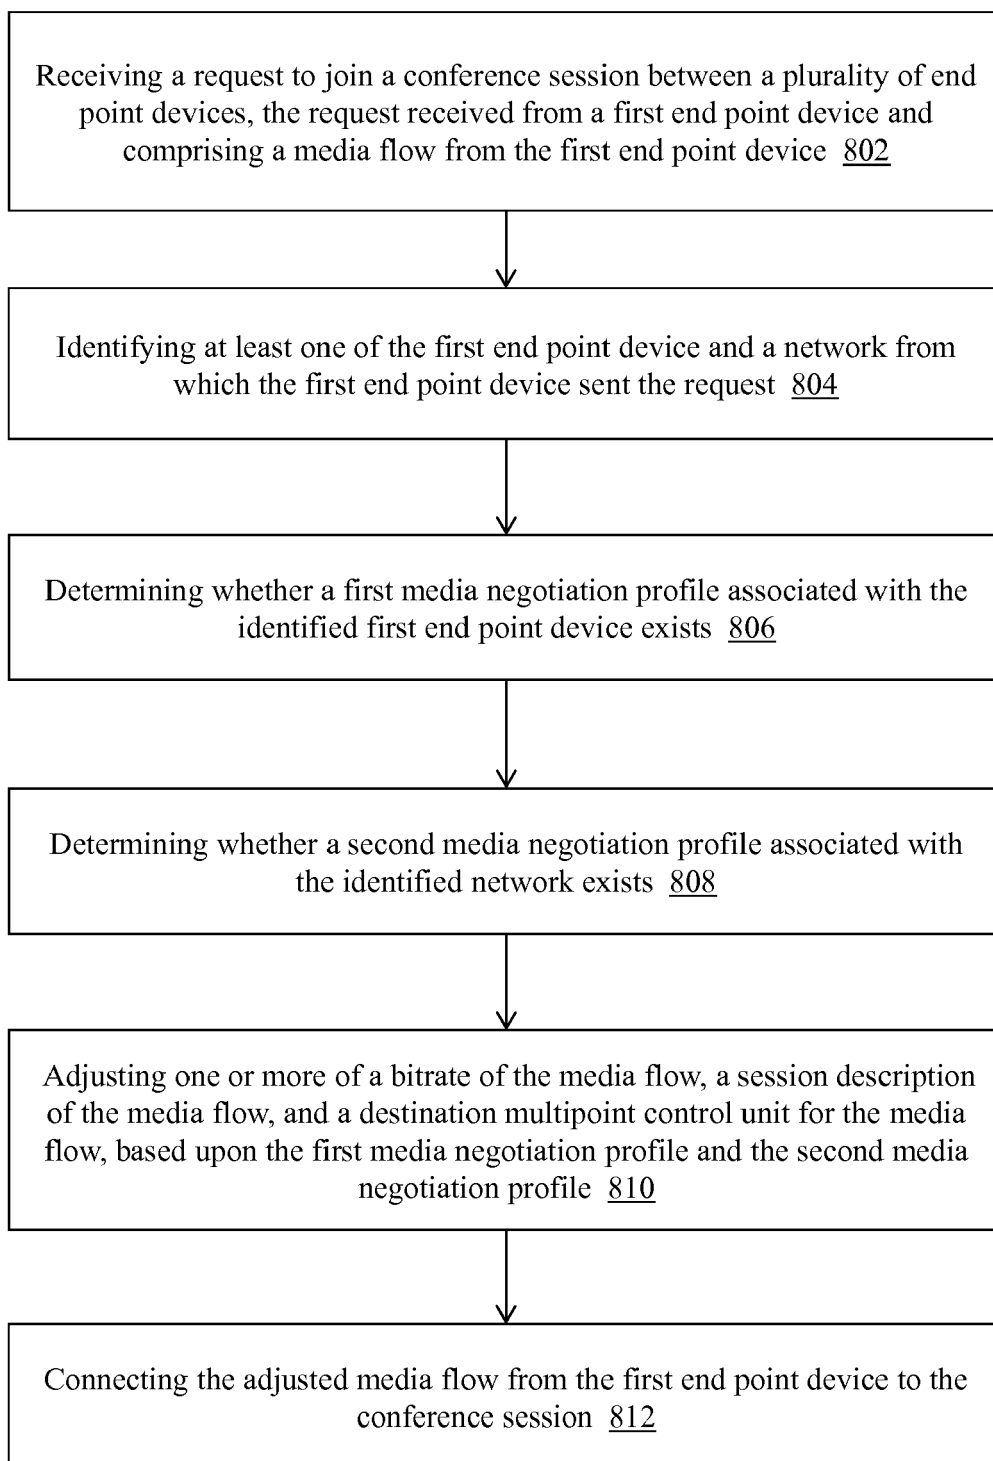 Receiving a request to join a conference session between a plurality of end
point devices, the request received from a first end point device and
comprising a media flow from the first end point device 802
Identifying at least one of the first end point device and a network from
which the first end point device sent the request 804
Determining whether a first media negotiation profile associated with the
identified first end point device exists 806
Determining whether a second media negotiation profile associated with
the identified network exists 808
Adjusting one or more of a bitrate of the media flow, a session description
of the media flow, and a destination multipoint control unit for the media
flow, based upon the first media negotiation profile and the second media
negotiation profile 810
Connecting the adjusted media flow from the first end point device to the
conference session 812